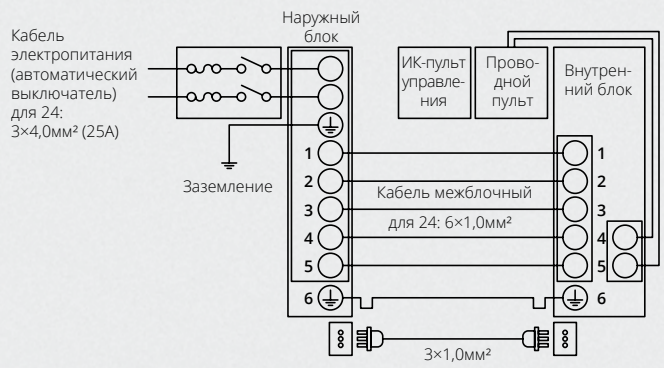 Кабель
электропитания
(автоматический
выключатель)
для 24:
3×4,0мм² (25А)
Наружный
блок
ИК-пульт
управле-
ния
Прово-
дной
пульт
Внутрен-
ний блок
Заземление
1
2
3
4
5
6
Кабель межблочный
для 24: 6×1,0мм²
1
2
3
4
5
6
3×1,0мм²